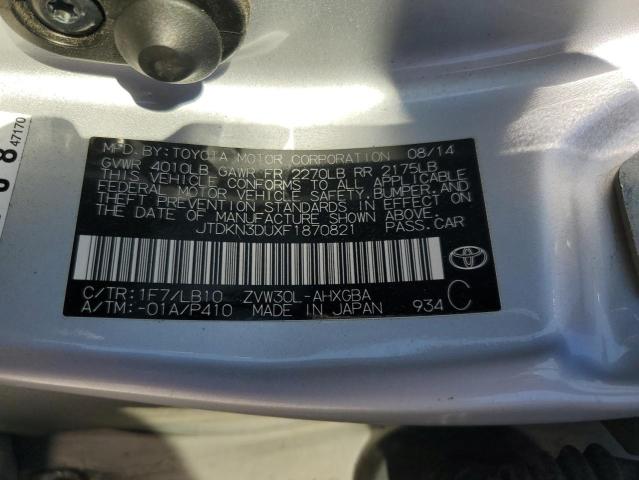 MFD. BY: TOYOTA MOTOR CORPORATION 08/14
GVWR 4010LB GAWR FR 2270LB RR 2175LB
THIS VEHICLE CONFORMS TO ALL APPLICABLE
FEDERAL MOTOR VEHICLE SAFETY, BUMPER, AND
THEFT PREVENTION STANDARDS IN EFFECT ON
THE DATE OF MANUFACTURE SHOWN ABOVE.
JTDKN3DUXF1870821 PASS.CAR
C/TR: 1F7/LB10 ZVW30L-AHXGBA
A/TM: -01A/P410 MADE IN JAPAN 934 C
47170